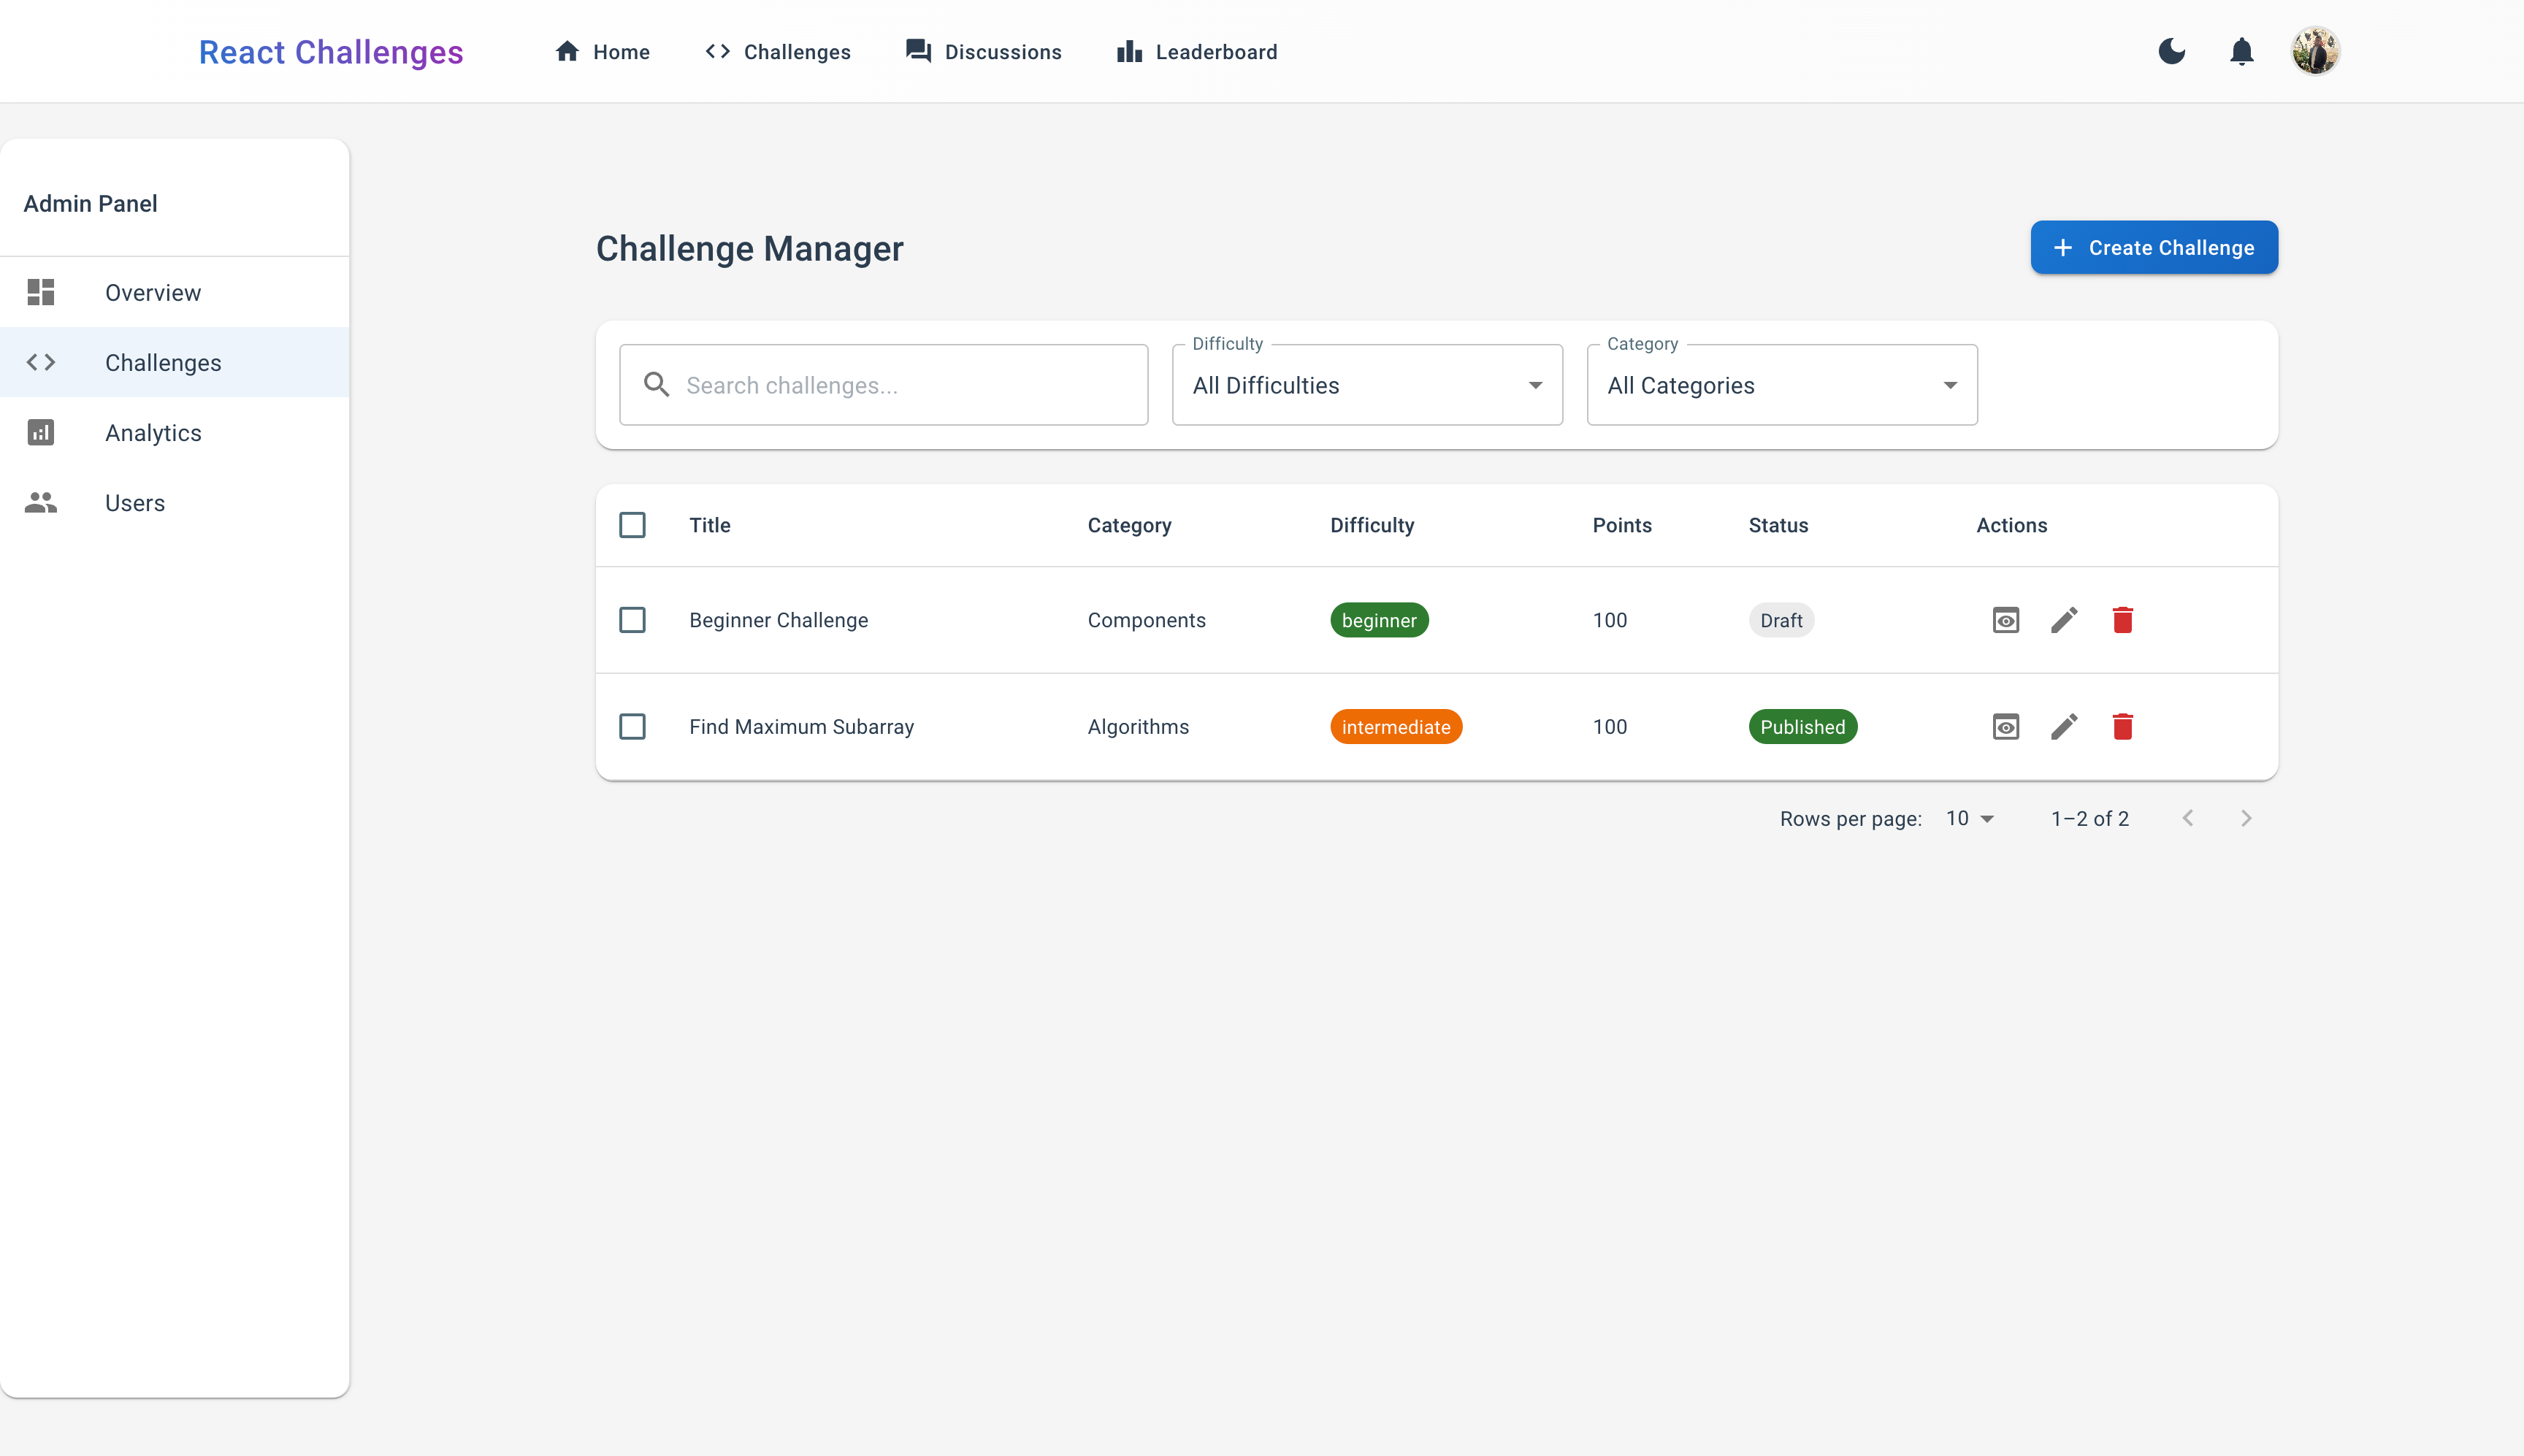 React Challenges
Home
Challenges
Discussions
Leaderboard
Admin Panel
Overview
Challenges
Analytics
Users
Challenge Manager
Create Challenge
Search challenges...
Difficulty
All Difficulties
Category
All Categories
Title Category Difficulty Points Status Actions
Beginner Challenge Components beginner 100 Draft
Find Maximum Subarray Algorithms intermediate 100 Published
Rows per page: 10 1–2 of 2